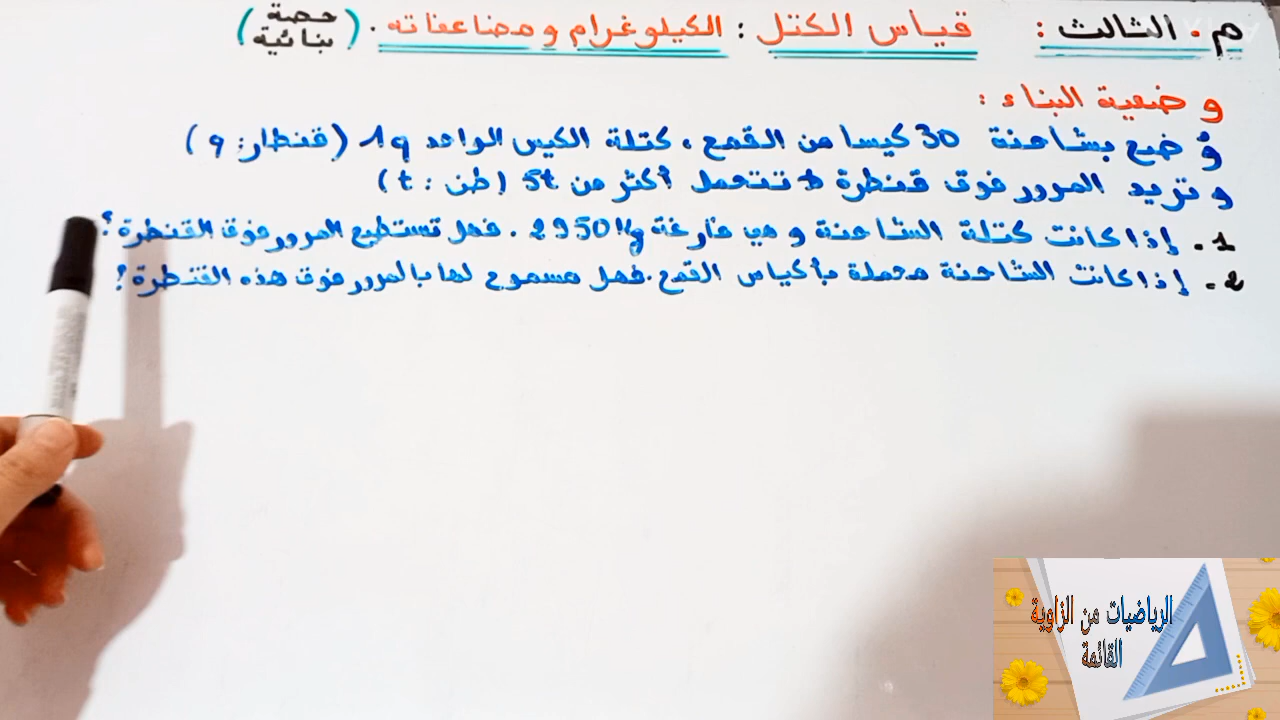 م. الثالث : قياس الكتل : الكيلوغرام و مضاعفاته . ( حصة بنائية )
و ضعية البناء :
وُ ضع بشاحنة 30 كيسا من القمح ، كتلة الكيس الواحد 1q ( قنطار: q )
و تريد المرور فوق قنطرة تتحمل أكثر من 5t ( طن : t )
1. إذا كانت كتلة الشاحنة و هي فارغة 2950Kg . فهل تستطيع المرور فوق القنطرة ؟
2. إذا كانت الشاحنة محملة بأكياس القمح . فهل مسموح لها بالمرور فوق هذه القنطرة ؟
الرياضيات من الزاوية
القائمة